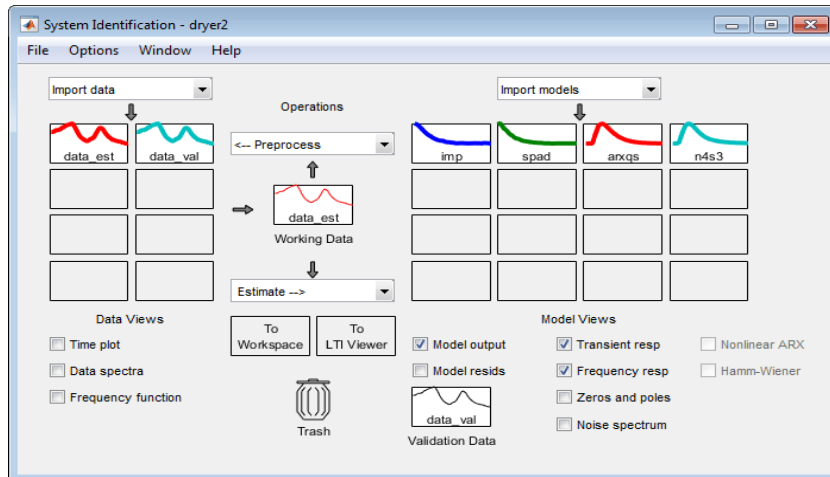 System Identification - dryer2
File Options Window Help
Import data
Operations
Import models
data_est
data_val
<-- Preprocess
imp
spad
arxqs
n4s3
data_est
Working Data
Estimate -->
Data Views
Time plot
Data spectra
Frequency function
To
Workspace
To
LTI Viewer
Trash
Model Views
Model output
Transient resp
Nonlinear ARX
Model resids
Frequency resp
Hamm-Wiener
Zeros and poles
Noise spectrum
data_val
Validation Data